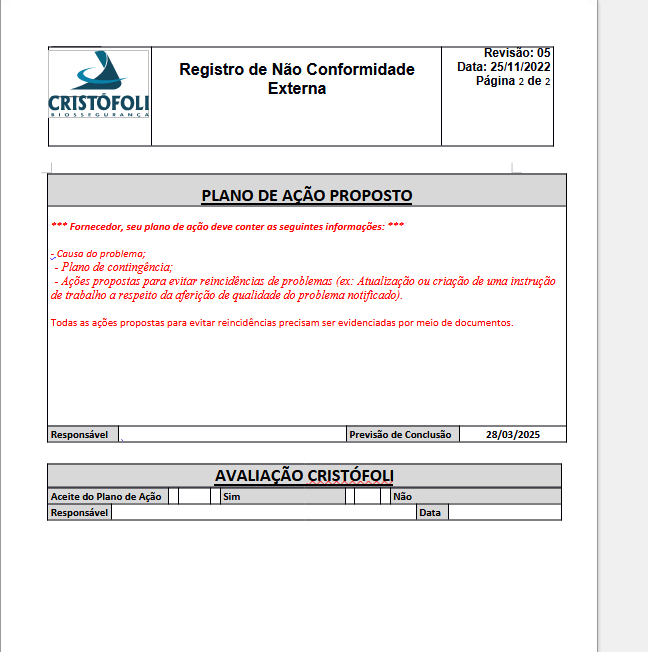 CRISTÓFOLI
BIOSSEGURANÇA
Registro de Não Conformidade
Externa
Revisão: 05
Data: 25/11/2022
Página 2 de 2
PLANO DE AÇÃO PROPOSTO
*** Fornecedor, seu plano de ação deve conter as seguintes informações: ***
- Causa do problema;
- Plano de contingência;
- Ações propostas para evitar reincidências de problemas (ex: Atualização ou criação de uma instrução
de trabalho a respeito da aferição de qualidade do problema notificado).
Todas as ações propostas para evitar reincidências precisam ser evidenciadas por meio de documentos.
Responsável . Previsão de Conclusão 28/03/2025
AVALIAÇÃO CRISTÓFOLI
Aceite do Plano de Ação Sim Não
Responsável Data